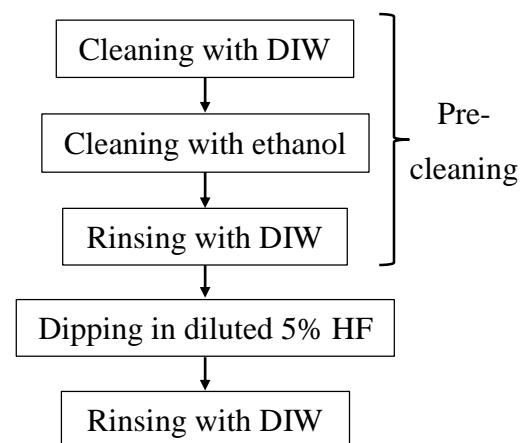 Cleaning with DIW
Cleaning with ethanol
Rinsing with DIW
Pre-
cleaning
Dipping in diluted 5% HF
Rinsing with DIW